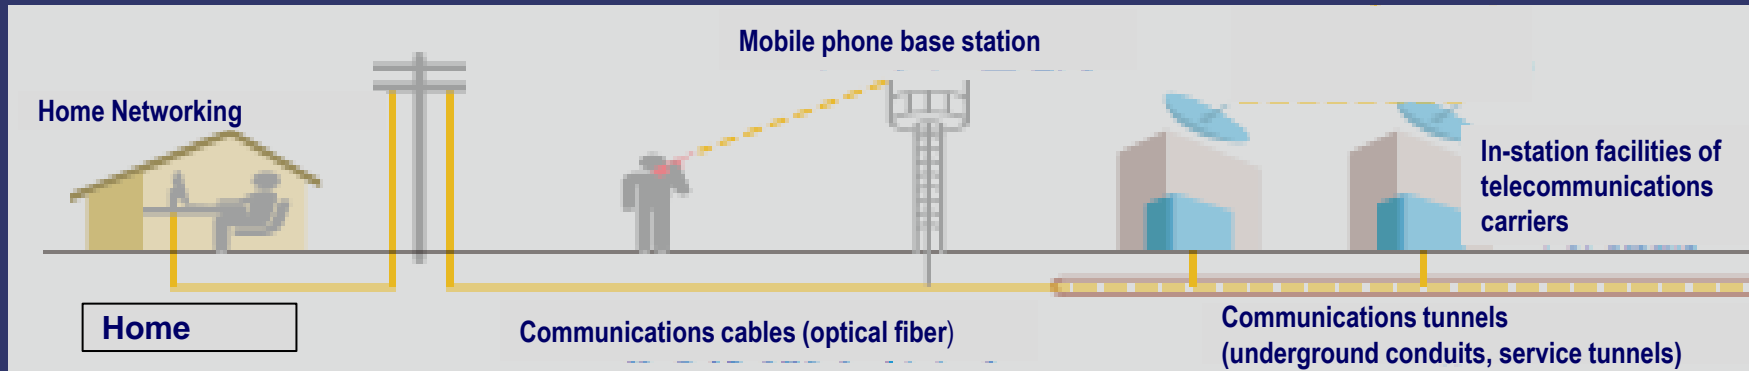 Mobile phone base station
Home Networking
In-station facilities of
telecommunications
carriers
Home
Communications cables (optical fiber)
Communications tunnels
(underground conduits, service tunnels)